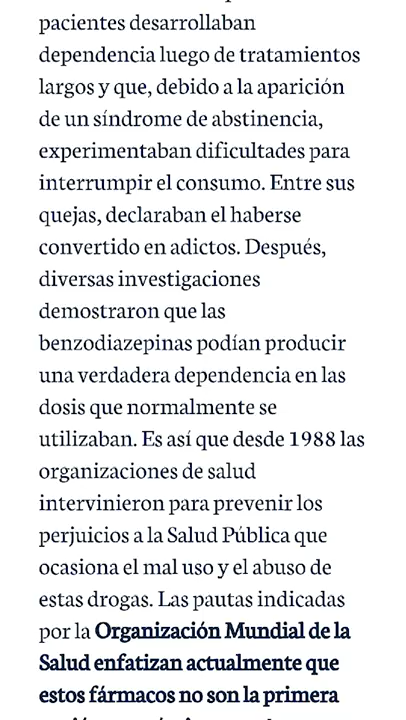 pacientes desarrollaban
dependencia luego de tratamientos
largos y que, debido a la aparición
de un síndrome de abstinencia,
experimentaban dificultades para
interrumpir el consumo. Entre sus
quejas, declaraban el haberse
convertido en adictos. Después,
diversas investigaciones
demostraron que las
benzodiazepinas podían producir
una verdadera dependencia en las
dosis que normalmente se
utilizaban. Es así que desde 1988 las
organizaciones de salud
intervinieron para prevenir los
perjuicios a la Salud Pública que
ocasiona el mal uso y el abuso de
estas drogas. Las pautas indicadas
por la Organización Mundial de la
Salud enfatizan actualmente que
estos fármacos no son la primera